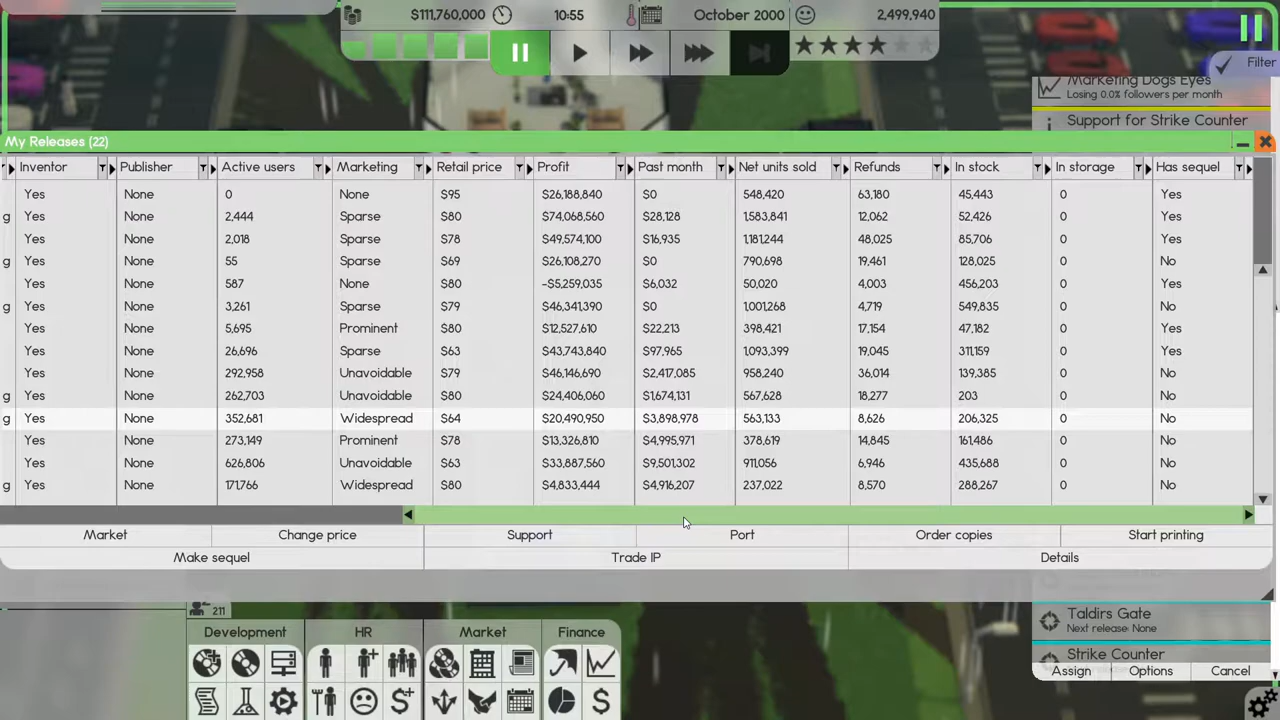 $111,760,000 10:55 October 2000 2,499,940
Filter
Marketing Dogs Eyes
Losing 0.0% followers per month
Support for Strike Counter
My Releases (22)
Inventor Publisher Active users Marketing Retail price Profit Past month Net units sold Refunds In stock In storage Has sequel
Yes None 0 None $95 $26,188,840 $0 548,420 63,180 45,443 0 Yes
g Yes None 2,444 Sparse $80 $74,068,560 $28,128 1,583,841 12,062 52,426 0 Yes
Yes None 2,018 Sparse $78 $49,574,100 $16,935 1,181,244 48,025 85,706 0 Yes
g Yes None 55 Sparse $69 $26,108,270 $0 790,698 19,461 128,025 0 No
Yes None 587 None $80 -$5,259,035 $6,032 50,020 4,003 456,203 0 Yes
g Yes None 3,261 Sparse $79 $46,341,390 $0 1,001,268 4,719 549,835 0 No
Yes None 5,695 Prominent $80 $12,527,610 $22,213 398,421 17,154 47,182 0 Yes
Yes None 26,696 Sparse $63 $43,743,840 $97,965 1,093,399 19,045 311,159 0 Yes
Yes None 292,958 Unavoidable $79 $46,146,690 $2,417,085 958,240 36,014 139,385 0 No
g Yes None 262,703 Unavoidable $80 $24,406,060 $1,674,131 567,628 18,277 203 0 No
g Yes None 352,681 Widespread $64 $20,490,950 $3,898,978 563,133 8,626 206,325 0 No
Yes None 273,149 Prominent $78 $13,326,810 $4,995,971 378,619 14,845 161,486 0 No
Yes None 626,806 Unavoidable $63 $33,887,560 $9,501,302 911,056 6,946 435,688 0 No
g Yes None 171,766 Widespread $80 $4,833,444 $4,916,207 237,022 8,570 288,267 0 No
Market Change price Support Port Order copies Start printing
Make sequel Trade IP Details
211
Taldirs Gate
Next release: None
Development HR Market Finance
Strike Counter
Assign Options Cancel